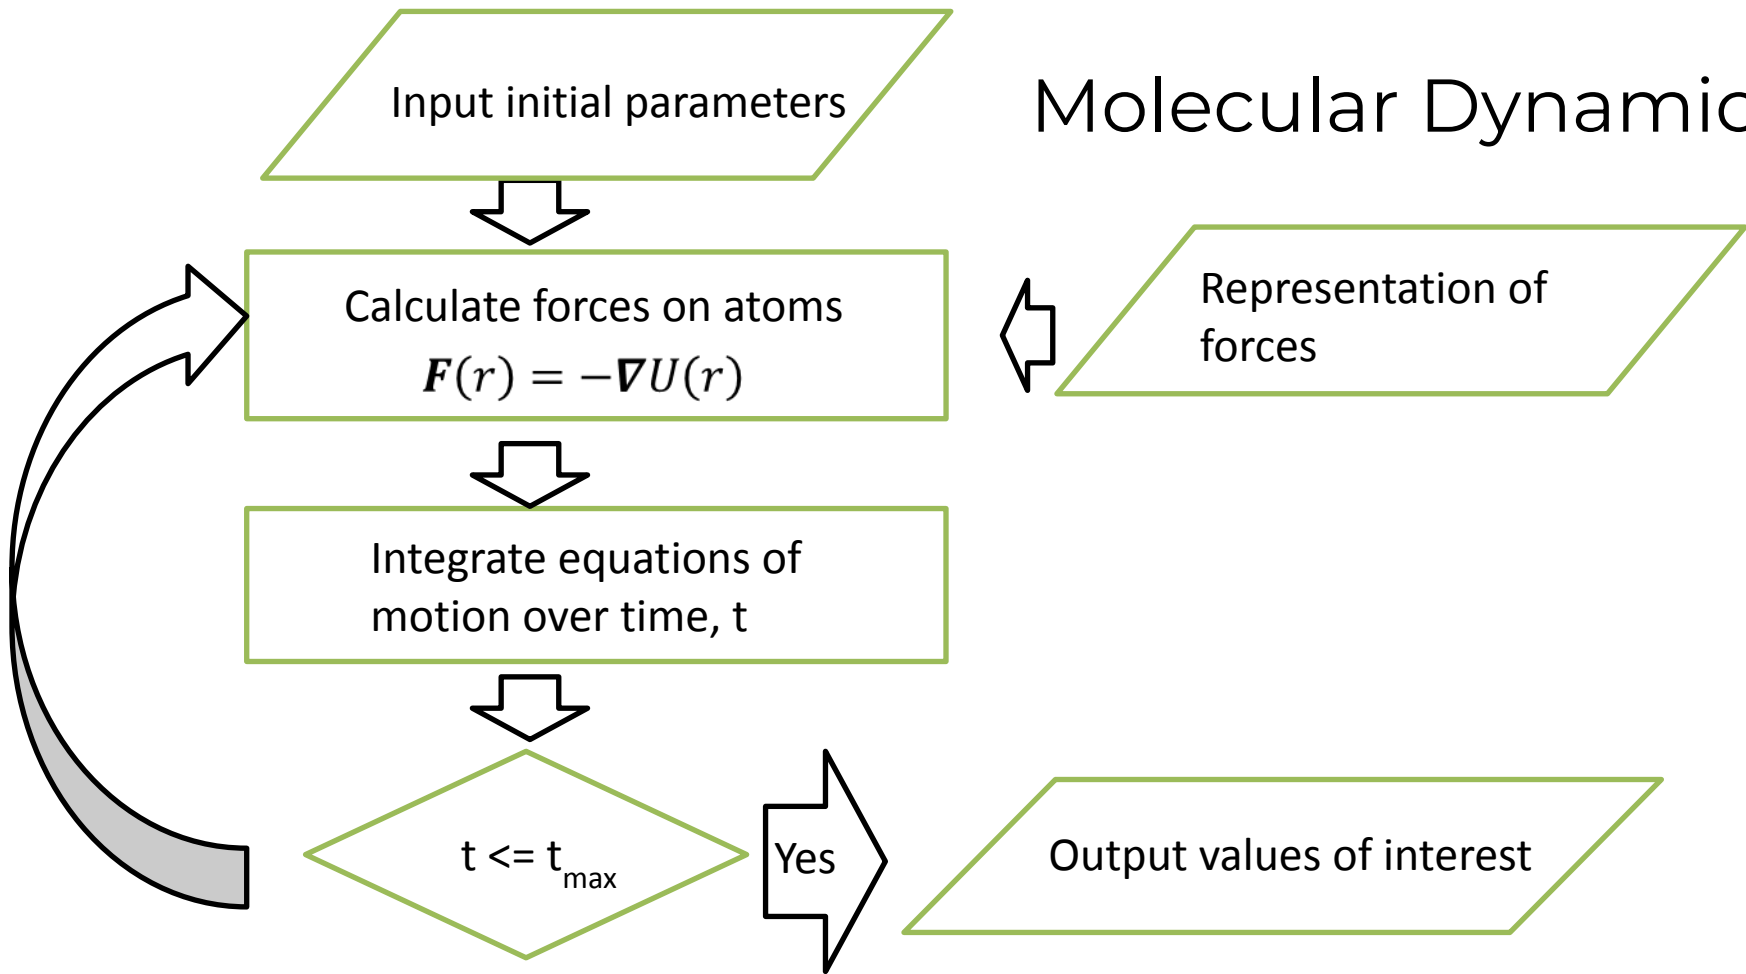 Input initial parameters
Molecular Dynamic
Calculate forces on atoms
F(r) = −∇U(r)
Representation of
forces
Integrate equations of
motion over time, t
t <= tmax
Yes
Output values of interest